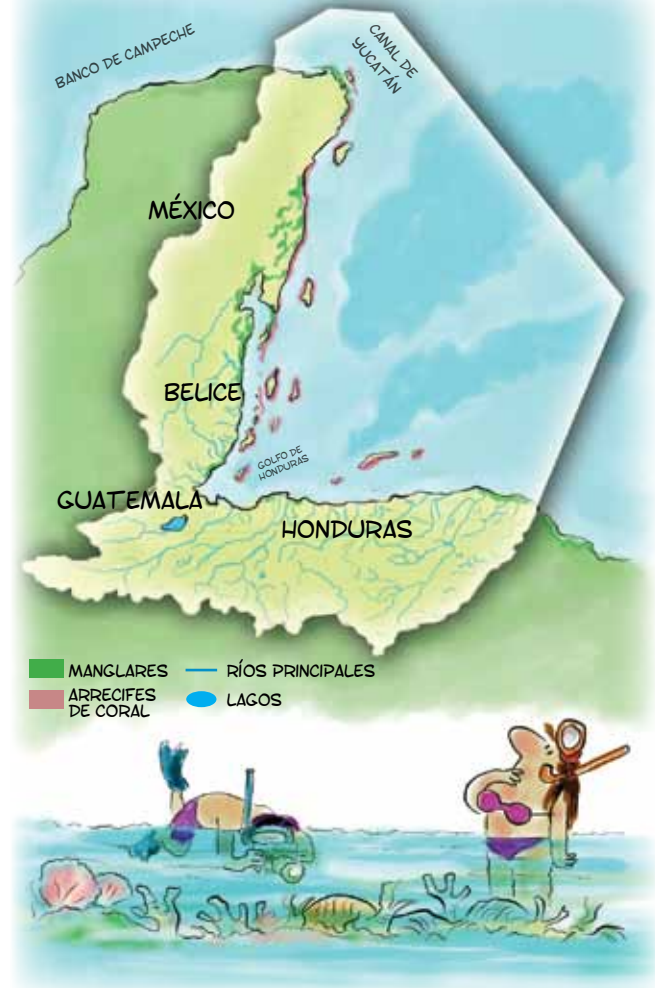 BANCO DE CAMPECHE
CANAL DE
YUCATÁN
MÉXICO
BELICE
GOLFO DE
HONDURAS
GUATEMALA
HONDURAS
MANGLARES
RÍOS PRINCIPALES
ARRECIFES
DE CORAL
LAGOS